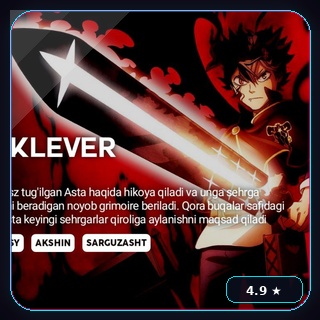 KLEVER
tug'ilgan Asta haqida hikoya qiladi va unga sehrga
beradigan noyob grimoire beriladi. Qora buqalar safidagi
keyingi sehrgarlar qiroliga aylanishni maqsad qiladi
AKSHIN SARGUZASHT
4.9 ★